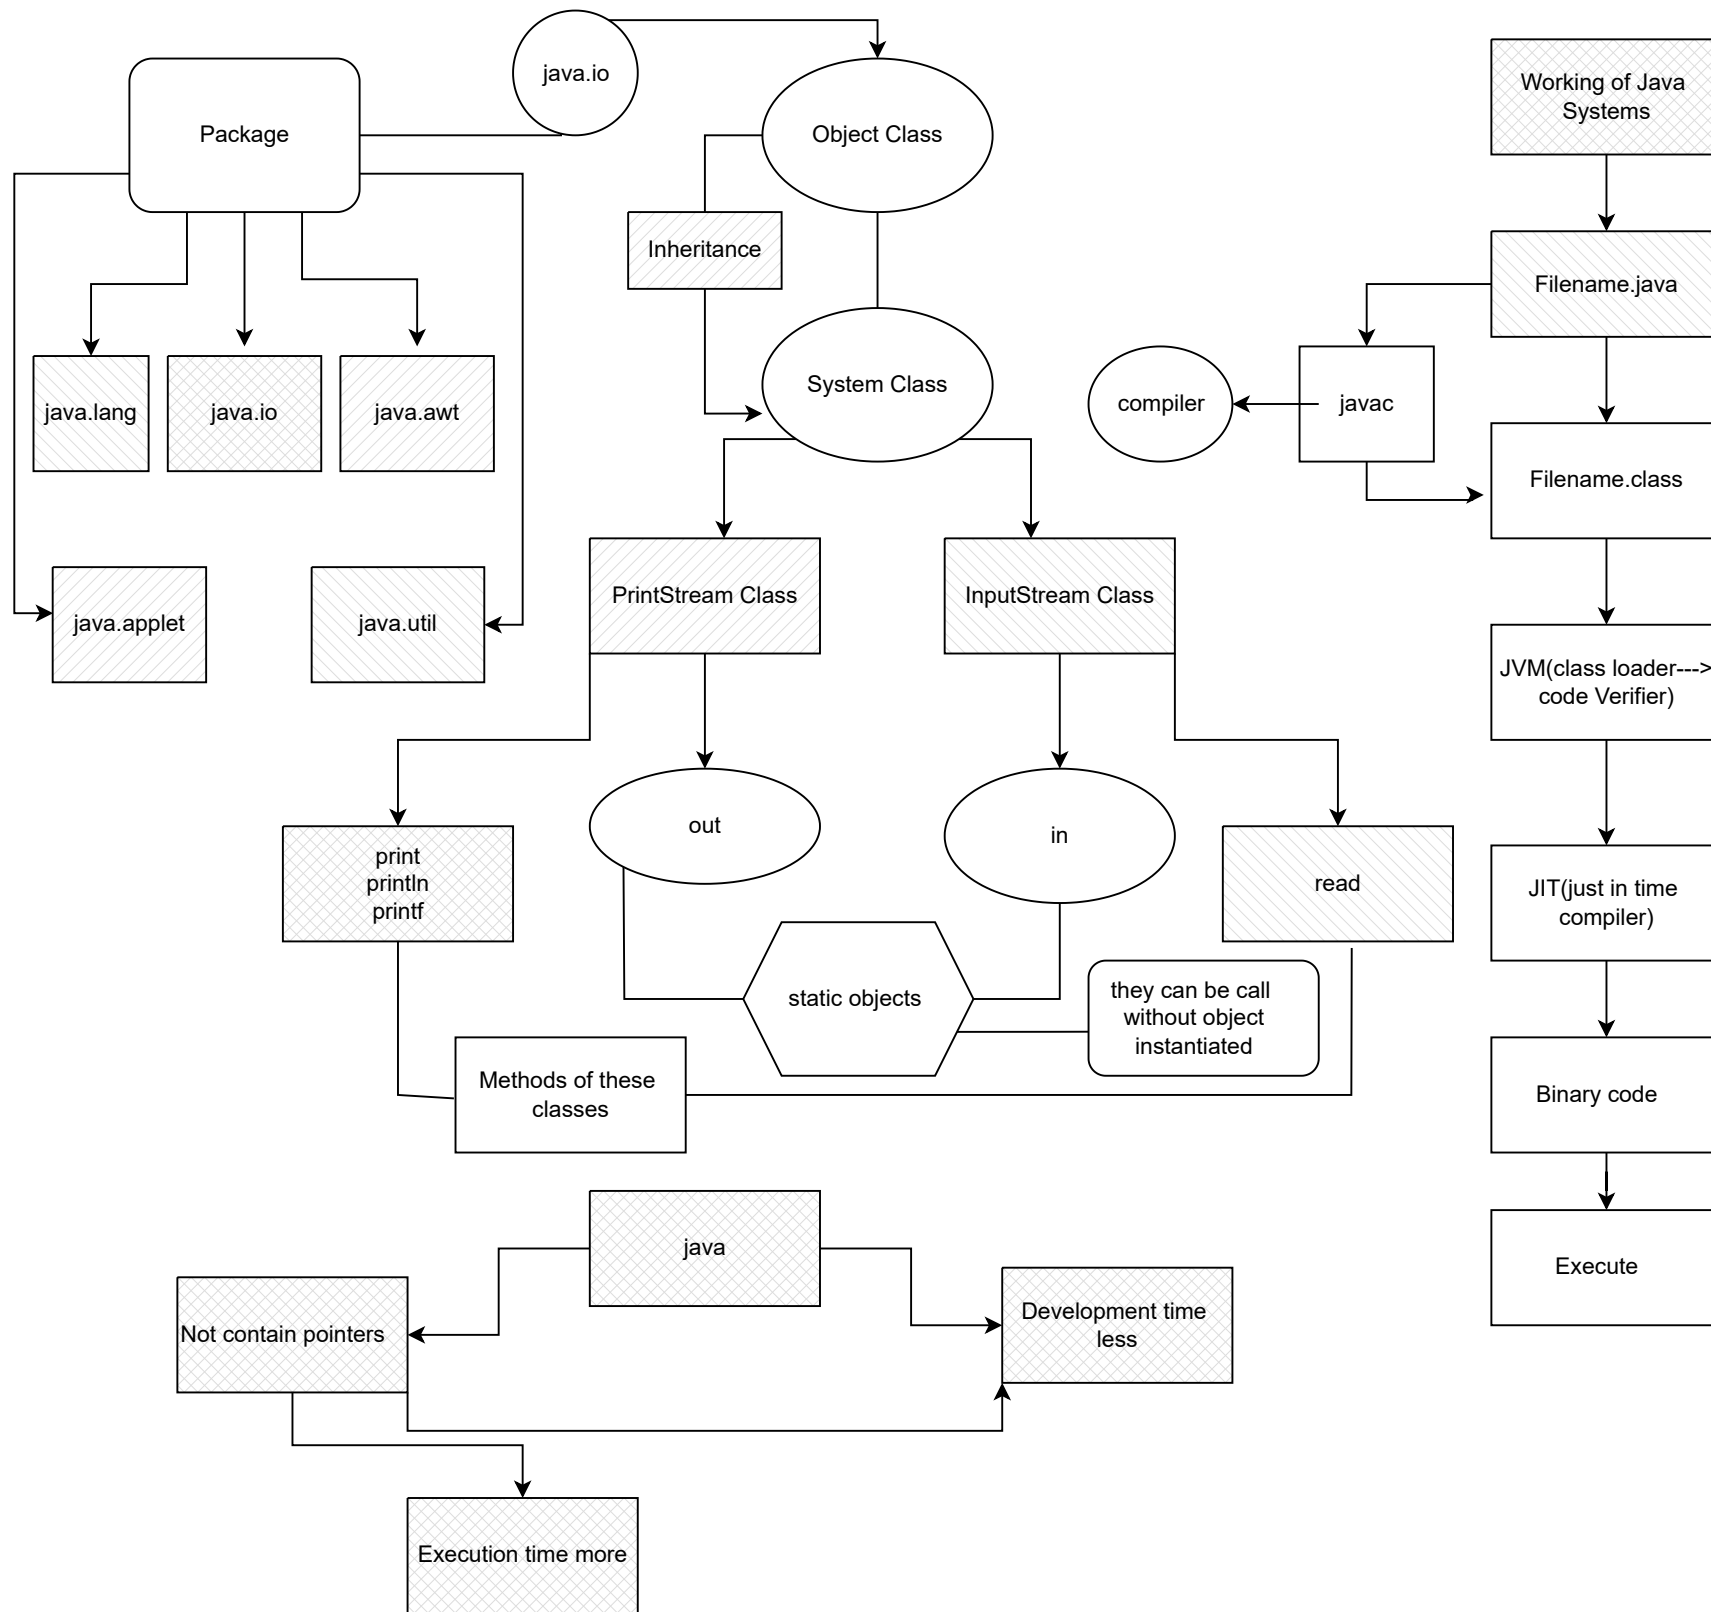 java.io
Package
Object Class
Inheritance
System Class
java.lang
java.io
java.awt
java.applet
java.util
PrintStream Class
InputStream Class
out
in
print
println
printf
read
static objects
they can be call
without object
instantiated
Methods of these
classes
Working of Java
Systems
Filename.java
javac
compiler
Filename.class
JVM(class loader--->
code Verifier)
JIT(just in time
compiler)
Binary code
Execute
java
Not contain pointers
Development time
less
Execution time more